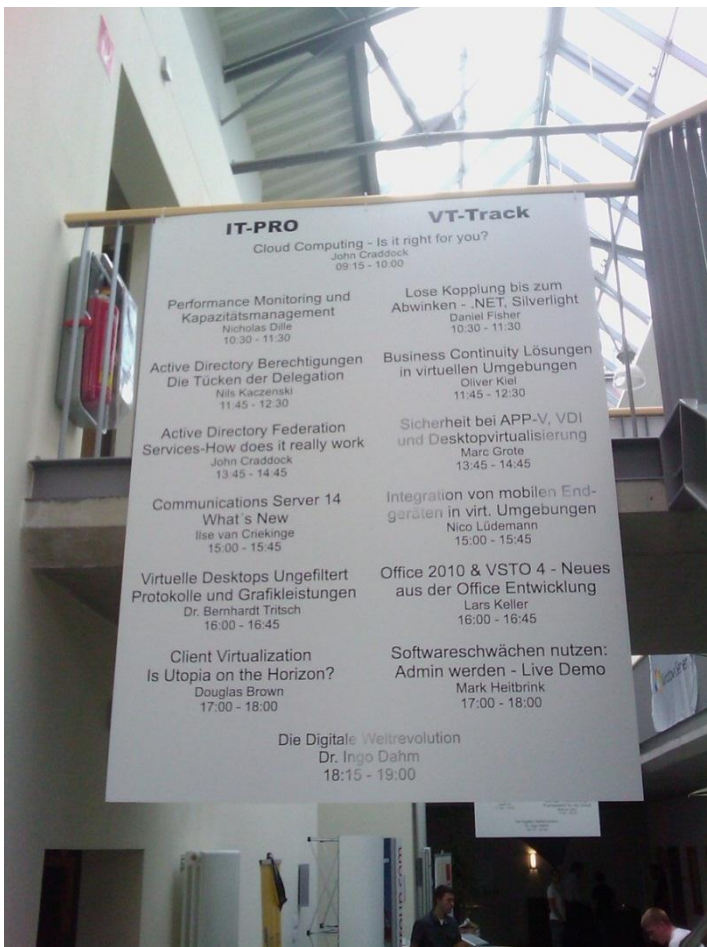 IT-PRO
VT-Track
Cloud Computing - Is it right for you?
John Craddock
09:15 - 10:00
Performance Monitoring und
Kapazitätsmanagement
Nicholas Dille
10:30 - 11:30
Lose Kopplung bis zum
Abwinken - .NET, Silverlight
Daniel Fisher
10:30 - 11:30
Active Directory Berechtigungen
Die Tücken der Delegation
Nils Kaczenski
11:45 - 12:30
Business Continuity Lösungen
in virtuellen Umgebungen
Oliver Kiel
11:45 - 12:30
Active Directory Federation
Services-How does it really work
John Craddock
13:45 - 14:45
Sicherheit bei APP-V, VDI
und Desktopvirtualisierung
Marc Grote
13:45 - 14:45
Communications Server 14
What´s New
Ilse van Criekinge
15:00 - 15:45
Integration von mobilen End-
geräten in virt. Umgebungen
Nico Lüdemann
15:00 - 15:45
Virtuelle Desktops Ungefiltert
Protokolle und Grafikleistungen
Dr. Bernhardt Tritsch
16:00 - 16:45
Office 2010 & VSTO 4 - Neues
aus der Office Entwicklung
Lars Keller
16:00 - 16:45
Client Virtualization
Is Utopia on the Horizon?
Douglas Brown
17:00 - 18:00
Softwareschwächen nutzen:
Admin werden - Live Demo
Mark Heitbrink
17:00 - 18:00
Die Digitale Weltrevolution
Dr. Ingo Dahm
18:15 - 19:00